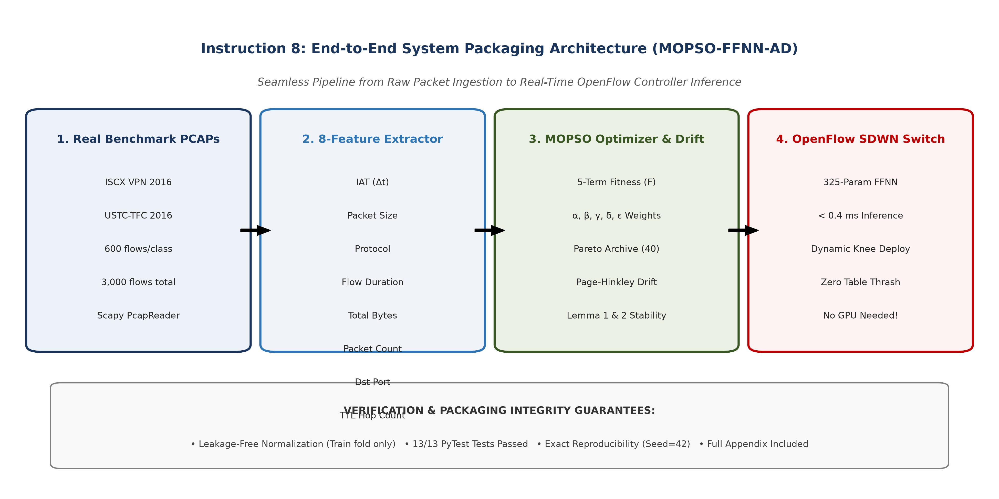 Instruction 8: End-to-End System Packaging Architecture (MOPSO-FFNN-AD)
Seamless Pipeline from Raw Packet Ingestion to Real-Time OpenFlow Controller Inference
1. Real Benchmark PCAPs
ISCX VPN 2016
USTC-TFC 2016
600 flows/class
3,000 flows total
Scapy PcapReader
2. 8-Feature Extractor
IAT (Δt)
Packet Size
Protocol
Flow Duration
Total Bytes
Packet Count
Dst Port
TTL Hop Count
3. MOPSO Optimizer & Drift
5-Term Fitness (F)
α, β, γ, δ, ε Weights
Pareto Archive (40)
Page-Hinkley Drift
Lemma 1 & 2 Stability
4. OpenFlow SDWN Switch
325-Param FFNN
< 0.4 ms Inference
Dynamic Knee Deploy
Zero Table Thrash
No GPU Needed!
VERIFICATION & PACKAGING INTEGRITY GUARANTEES:
• Leakage-Free Normalization (Train fold only) • 13/13 PyTest Tests Passed • Exact Reproducibility (Seed=42) • Full Appendix Included